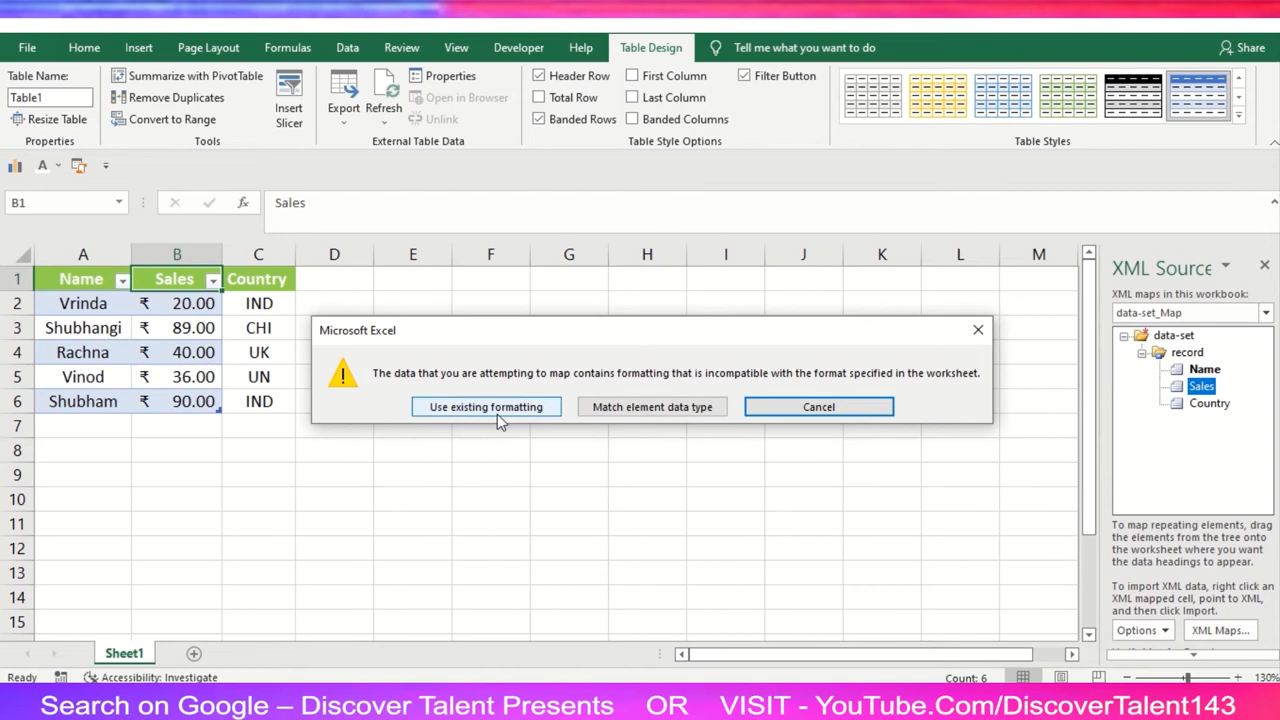 File Home Insert Page Layout Formulas Data Review View Developer Help Table Design Tell me what you want to do Share
Table Name:
Table1
Resize Table
Properties
Summarize with PivotTable
Remove Duplicates
Convert to Range
Tools
Insert
Slicer
Export Refresh
Properties
Open in Browser
Unlink
External Table Data
Header Row First Column Filter Button
Total Row Last Column
Banded Rows Banded Columns
Table Style Options
Table Styles
B1 fx Sales
A B C D E F G H I J K L M
1 Name Sales Country
2 Vrinda ₹ 20.00 IND
3 Shubhangi ₹ 89.00 CHI
4 Rachna ₹ 40.00 UK
5 Vinod ₹ 36.00 UN
6 Shubham ₹ 90.00 IND
7
8
9
10
11
12
13
14
15
Microsoft Excel
The data that you are attempting to map contains formatting that is incompatible with the format specified in the worksheet.
Use existing formatting Match element data type Cancel
XML Source
XML maps in this workbook:
data-set_Map
data-set
record
Name
Sales
Country
To map repeating elements, drag
the elements from the tree onto
the worksheet where you want
the data headings to appear.
To import XML data, right click an
XML mapped cell, point to XML,
and then click Import.
Options XML Maps...
Sheet1
Ready Accessibility: Investigate Count: 6 130%
Search on Google – Discover Talent Presents OR VISIT - YouTube.Com/DiscoverTalent143